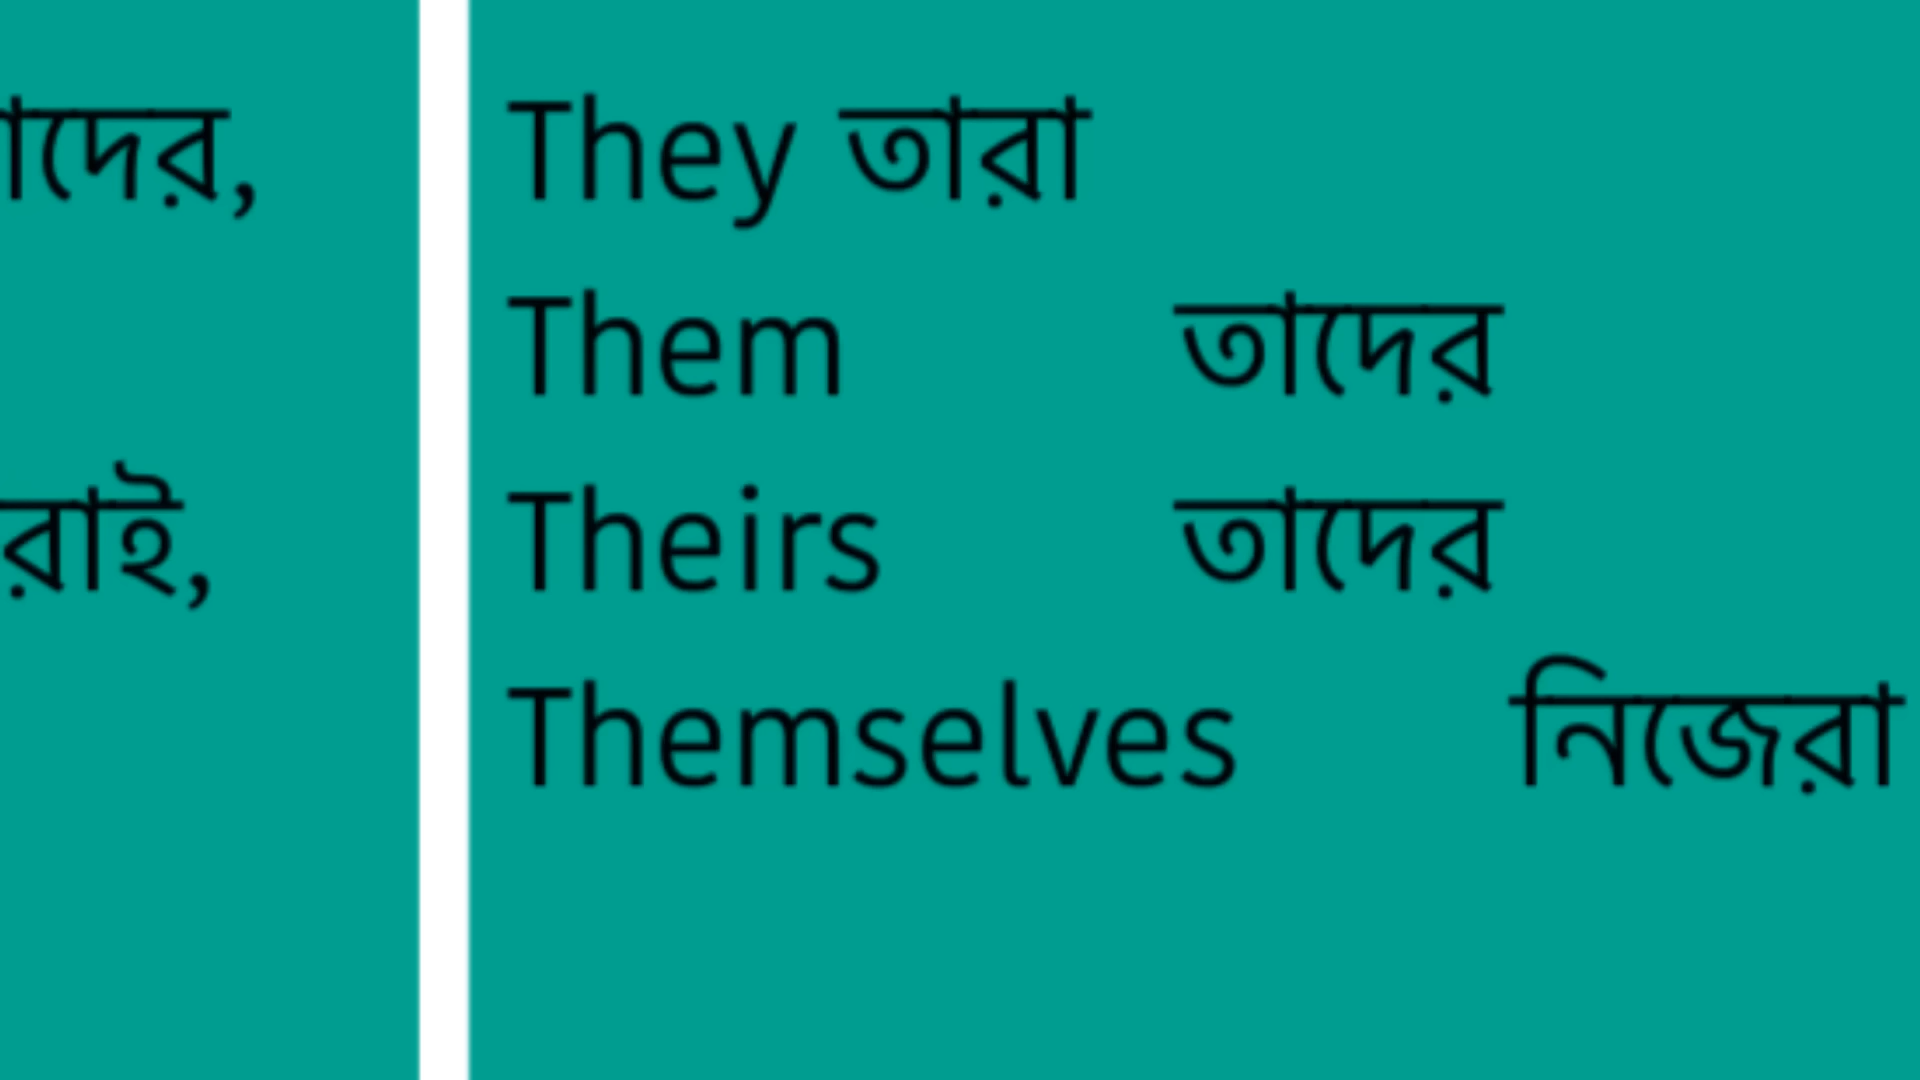 They তারা
Them তাদের
Theirs তাদের
Themselves নিজেরা